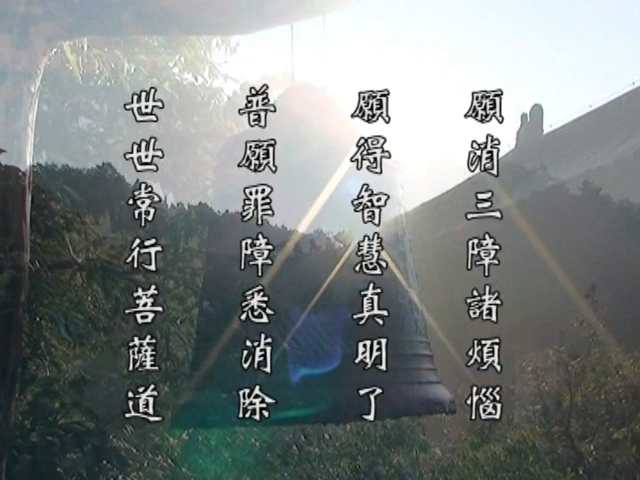 願消三障諸煩惱
願得智慧真明了
普願罪障悉消除
世世常行菩薩道